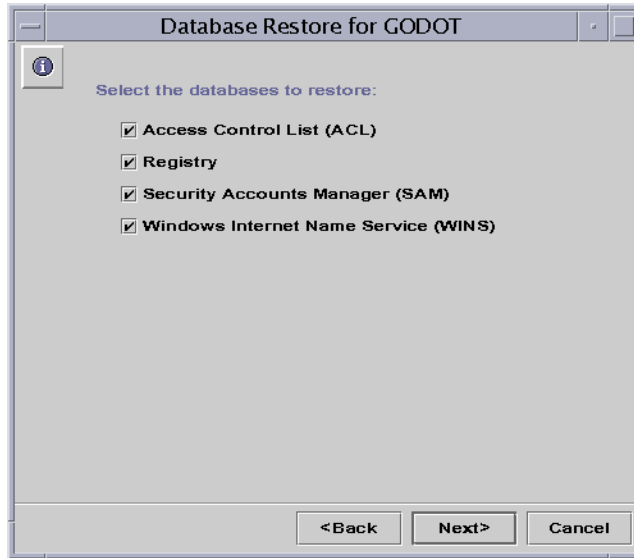 Database Restore for GODOT
Select the databases to restore:
Access Control List (ACL)
Registry
Security Accounts Manager (SAM)
Windows Internet Name Service (WINS)
<Back Next> Cancel